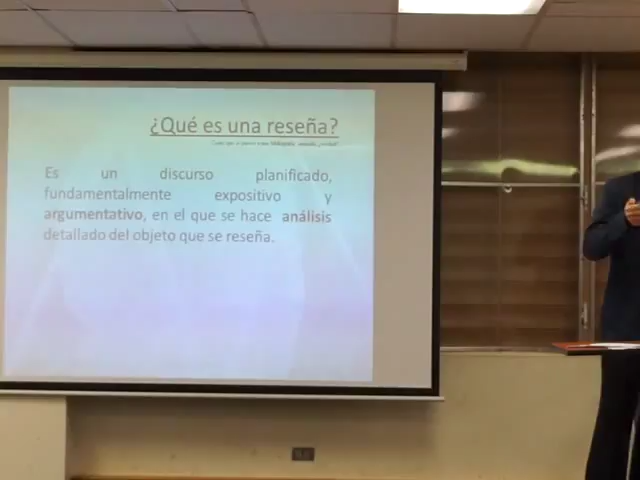 ¿Qué es una reseña?
Es un discurso planificado,
fundamentalmente expositivo y
argumentativo, en el que se hace análisis
detallado del objeto que se reseña.